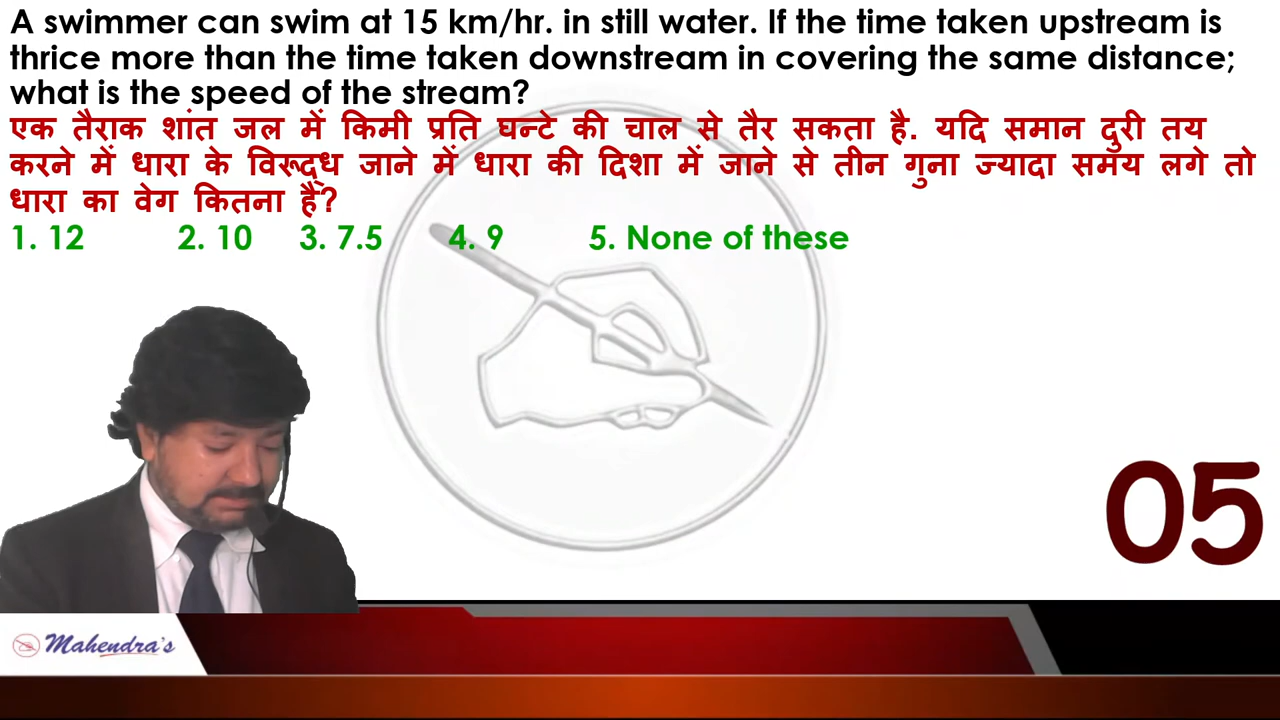 A swimmer can swim at 15 km/hr. in still water. If the time taken upstream is
thrice more than the time taken downstream in covering the same distance;
what is the speed of the stream?
एक तैराक शांत जल में किमी प्रति घन्टे की चाल से तैर सकता है. यदि समान दुरी तय
करने में धारा के विरूद्ध जाने में धारा की दिशा में जाने से तीन गुना ज्यादा समय लगे तो
धारा का वेग कितना है?
1. 12 2. 10 3. 7.5 4. 9 5. None of these
05
Mahendra's